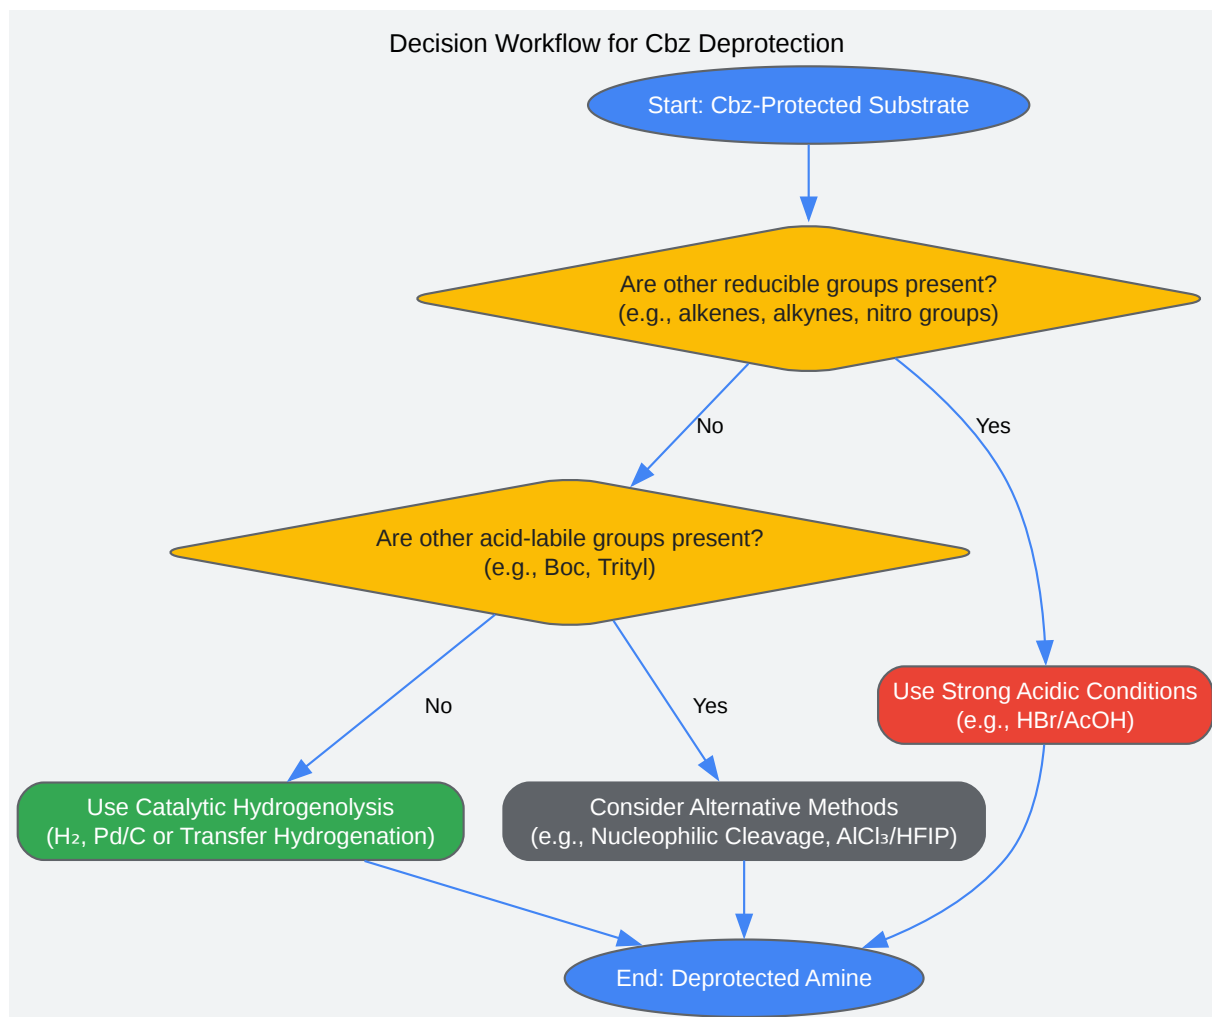 Decision Workflow for Cbz Deprotection
Start: Cbz-Protected Substrate
Are other reducible groups present?
(e.g., alkenes, alkynes, nitro groups)
No
Yes
Are other acid-labile groups present?
(e.g., Boc, Trityl)
No
Yes
Use Strong Acidic Conditions
(e.g., HBr/AcOH)
Use Catalytic Hydrogenolysis
(H₂, Pd/C or Transfer Hydrogenation)
Consider Alternative Methods
(e.g., Nucleophilic Cleavage, AlCl₃/HFIP)
End: Deprotected Amine